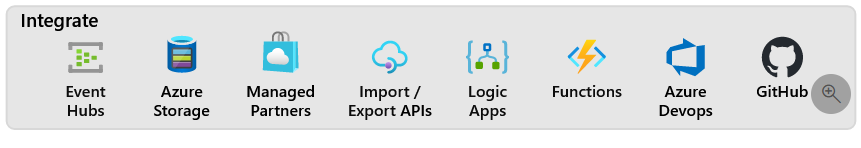 Integrate
Event
Hubs
Azure
Storage
Managed
Partners
Import /
Export APIs
Logic
Apps
Functions
Azure
Devops
GitHub